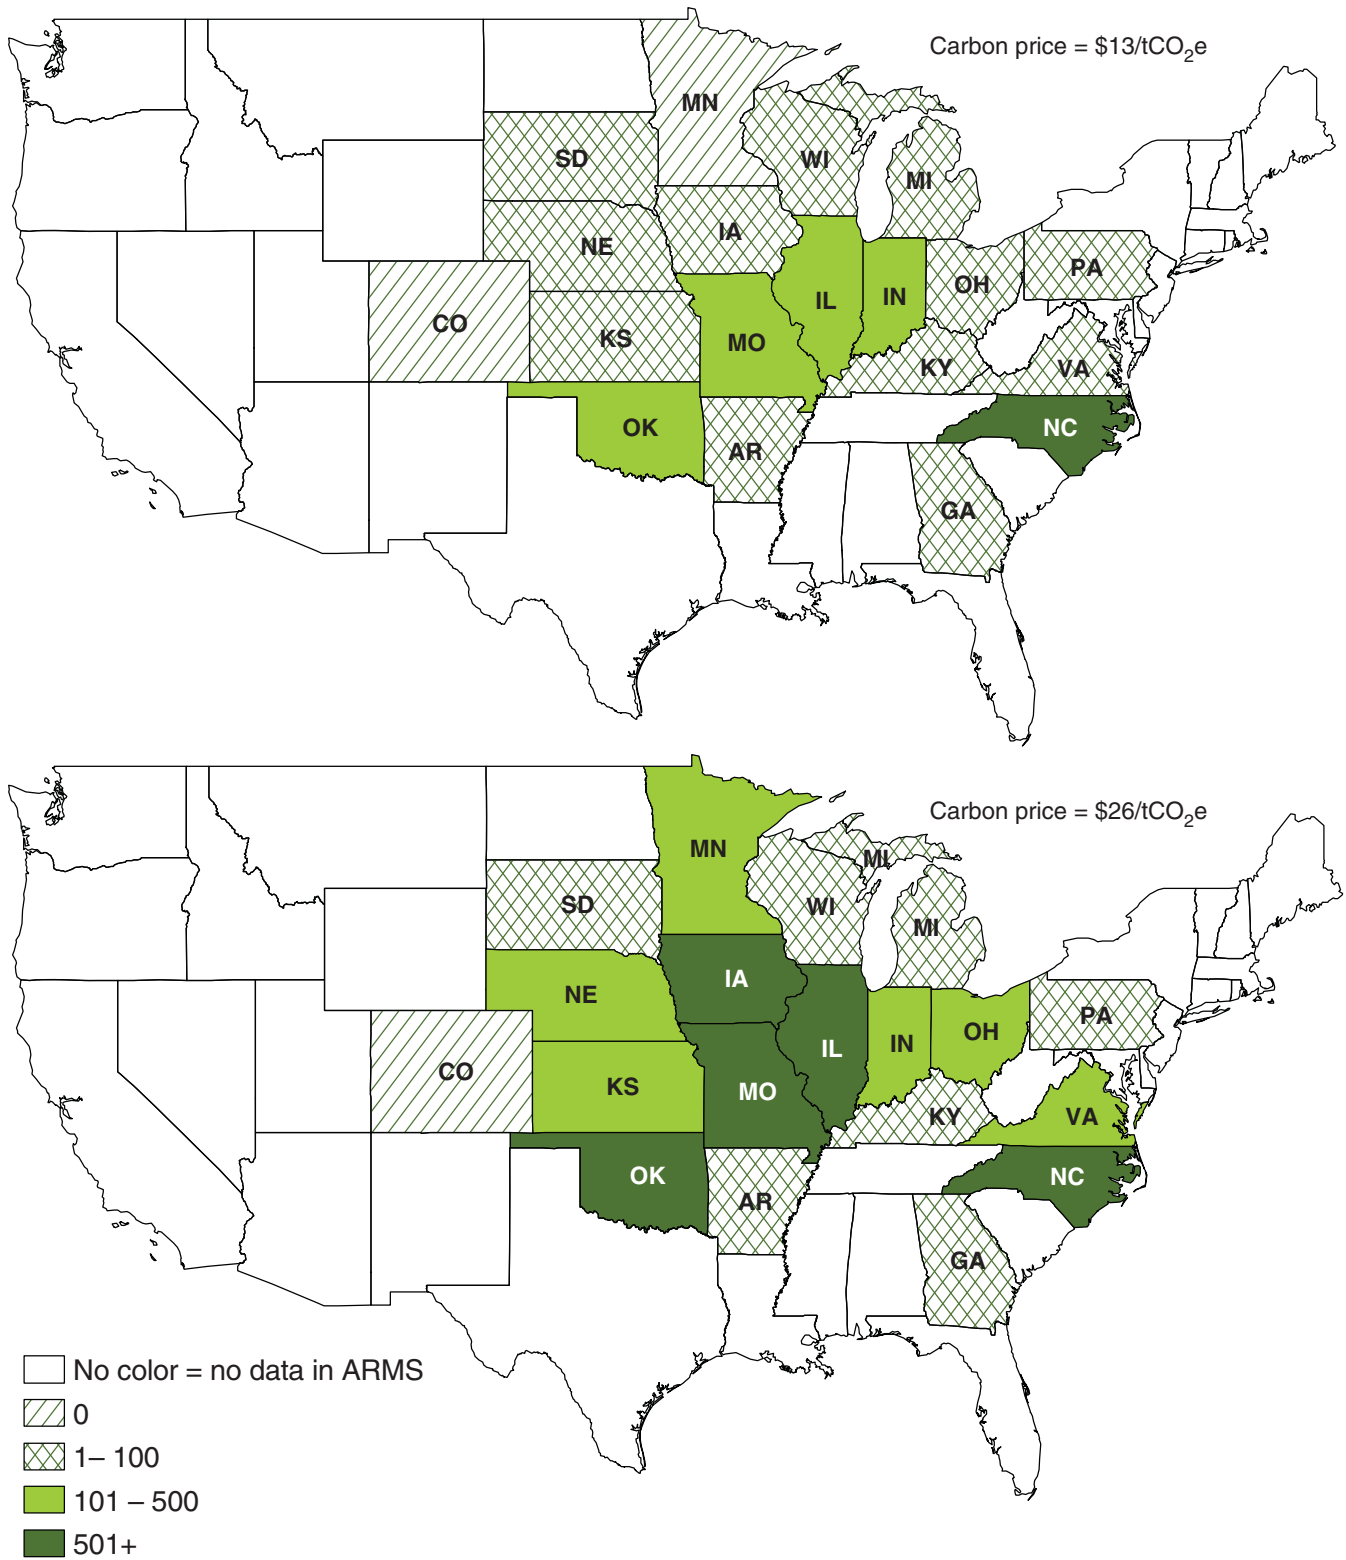 Carbon price = $13/tCO2e
MN
SD
WI
MI
IA
NE
PA
OH
IN
IL
CO
KS
MO
KY
VA
OK
NC
AR
GA
Carbon price = $26/tCO2e
MN
MI
SD
WI
MI
IA
NE
PA
OH
IN
IL
CO
KS
MO
KY
VA
OK
NC
AR
GA
No color = no data in ARMS
0
1– 100
101 – 500
501+